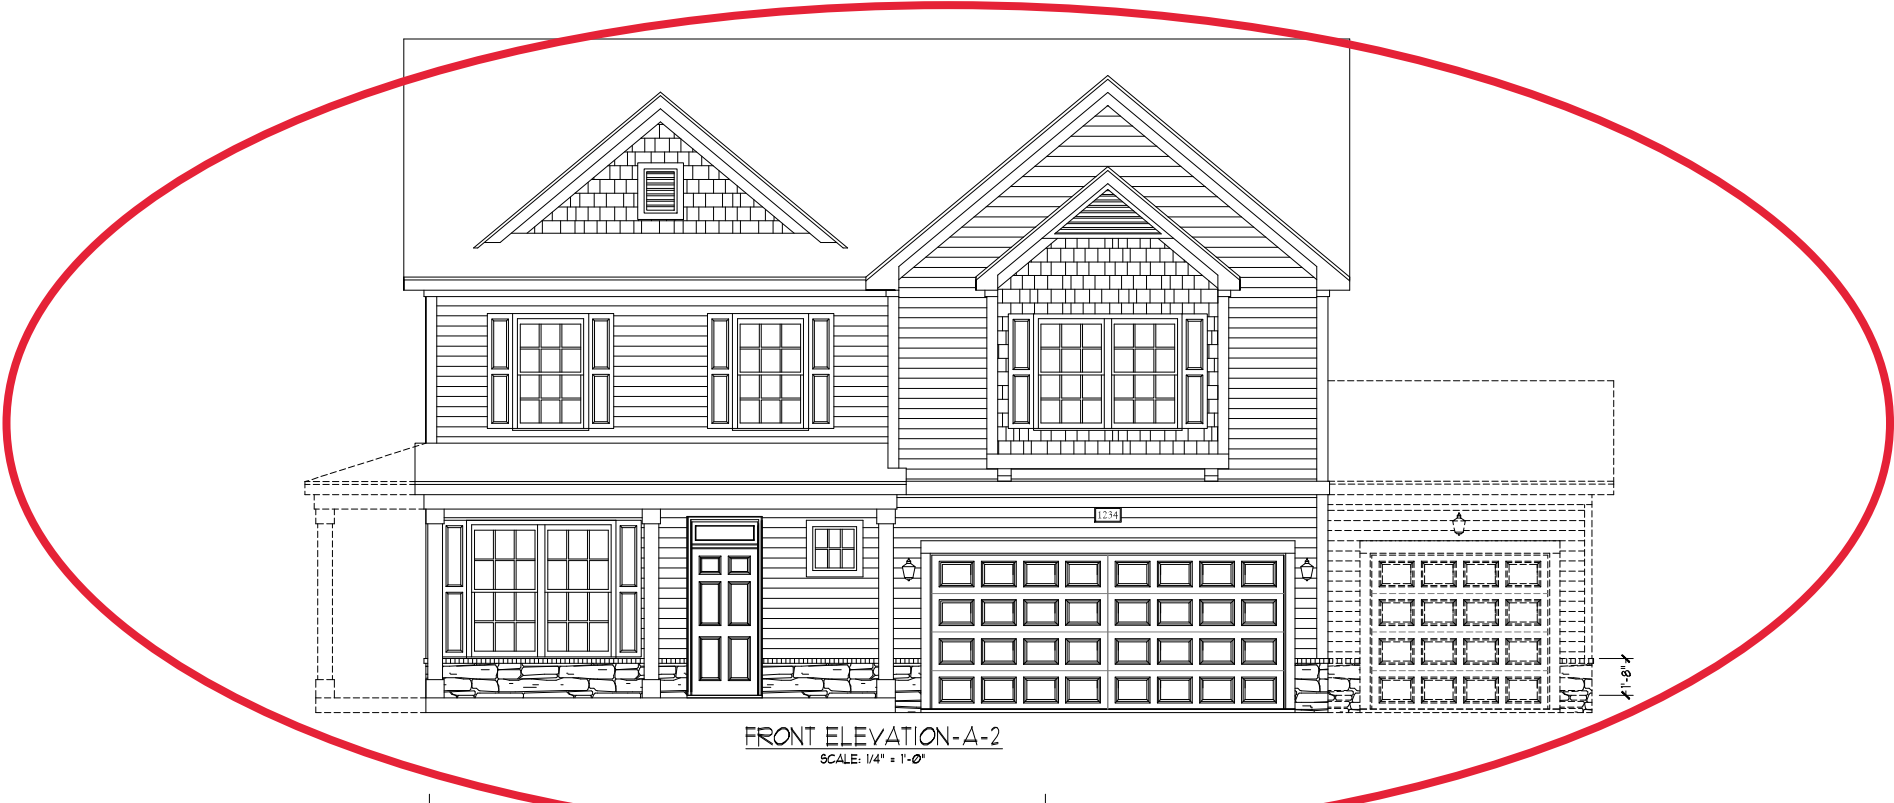 1234
1'-8"
FRONT ELEVATION-A-2
SCALE: 1/4" = 1'-0"